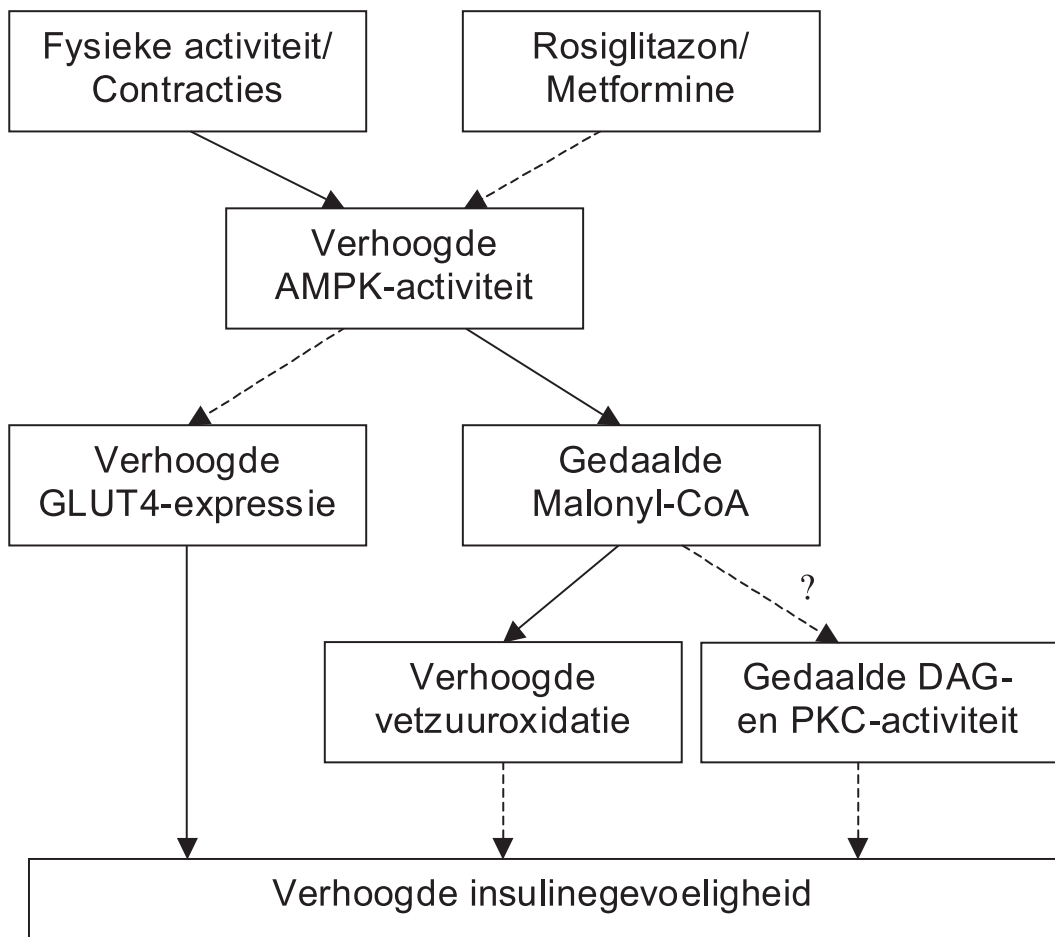 Fysieke activiteit/
Contracties
Rosiglitazon/
Metformine
Verhoogde
AMPK-activiteit
Verhoogde
GLUT4-expressie
Gedaalde
Malonyl-CoA
?
Verhoogde
vetzuuroxidatie
Gedaalde DAG-
en PKC-activiteit
Verhoogde insulinegevoeligheid